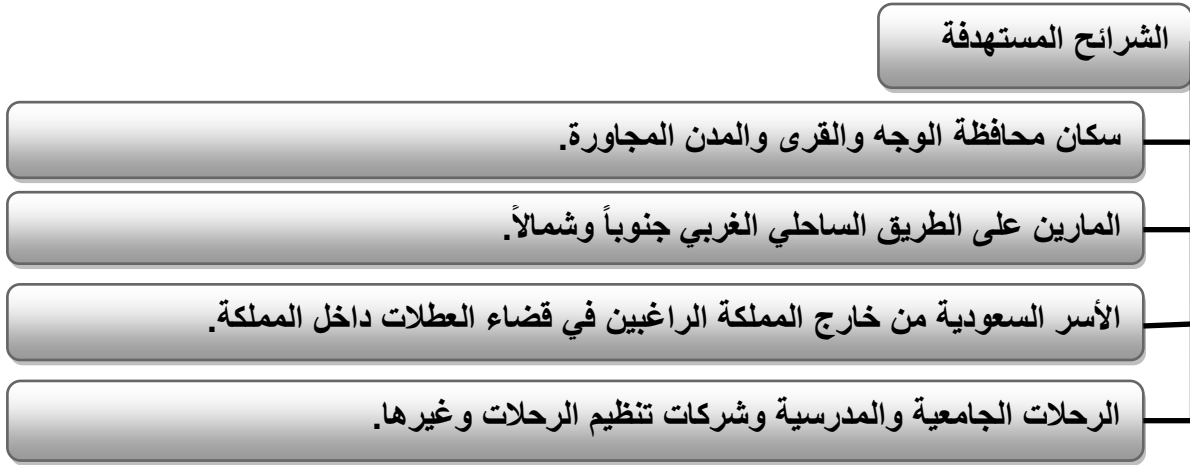 الشرائح المستهدفة
سكان محافظة الوجه والقرى والمدن المجاورة.
المارين على الطريق الساحلي الغربي جنوباً وشمالاً.
الأسر السعودية من خارج المملكة الراغبين في قضاء العطلات داخل المملكة.
الرحلات الجامعية والمدرسية وشركات تنظيم الرحلات وغيرها.